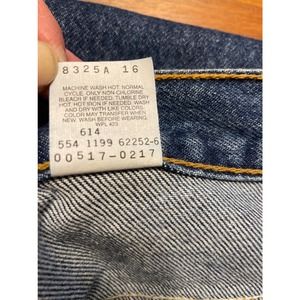 8325A 16
MACHINE WASH HOT. NORMAL
CYCLE. ONLY NON-CHLORINE
BLEACH IF NEEDED. TUMBLE DRY
HOT. HOT IRON IF NEEDED. WASH
AND DRY WITH LIKE COLORS.
COLOR MAY TRANSFER WHEN
NEW. WASH BEFORE WEARING.
WPL 423
614
554 1199 62252-6
00517-0217